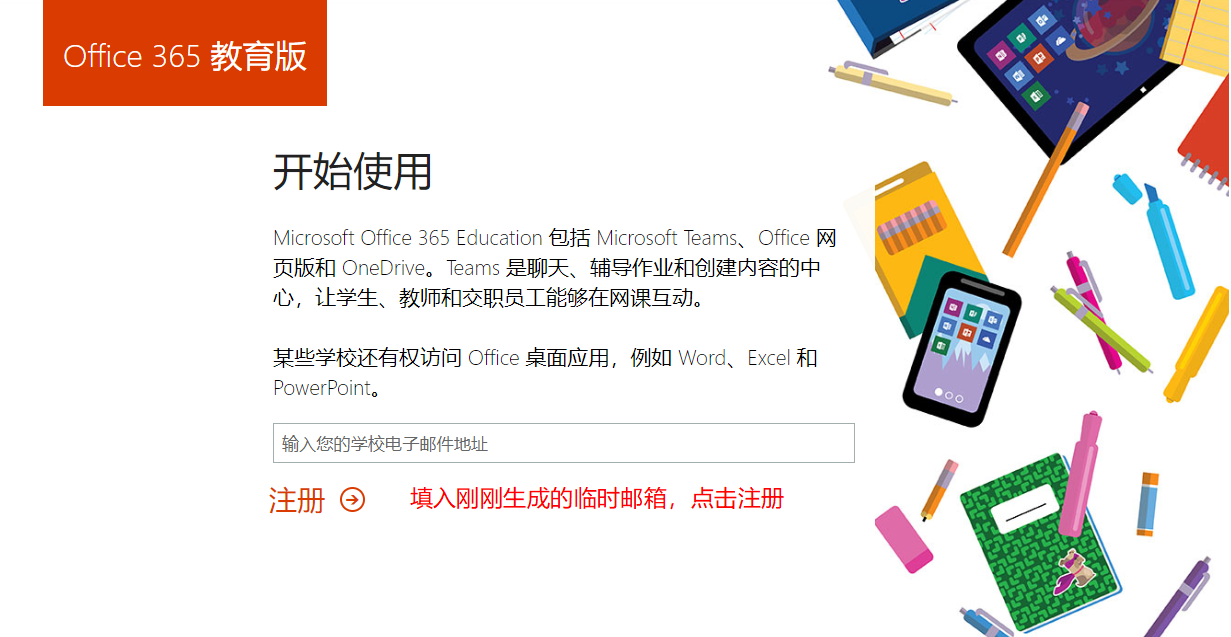 Office 365 教育版
开始使用
Microsoft Office 365 Education 包括 Microsoft Teams、Office 网
页版和 OneDrive。Teams 是聊天、辅导作业和创建内容的中
心，让学生、教师和交职员工能够在网课互动。
某些学校还有权访问 Office 桌面应用，例如 Word、Excel 和
PowerPoint。
输入您的学校电子邮件地址
注册
填入刚刚生成的临时邮箱，点击注册